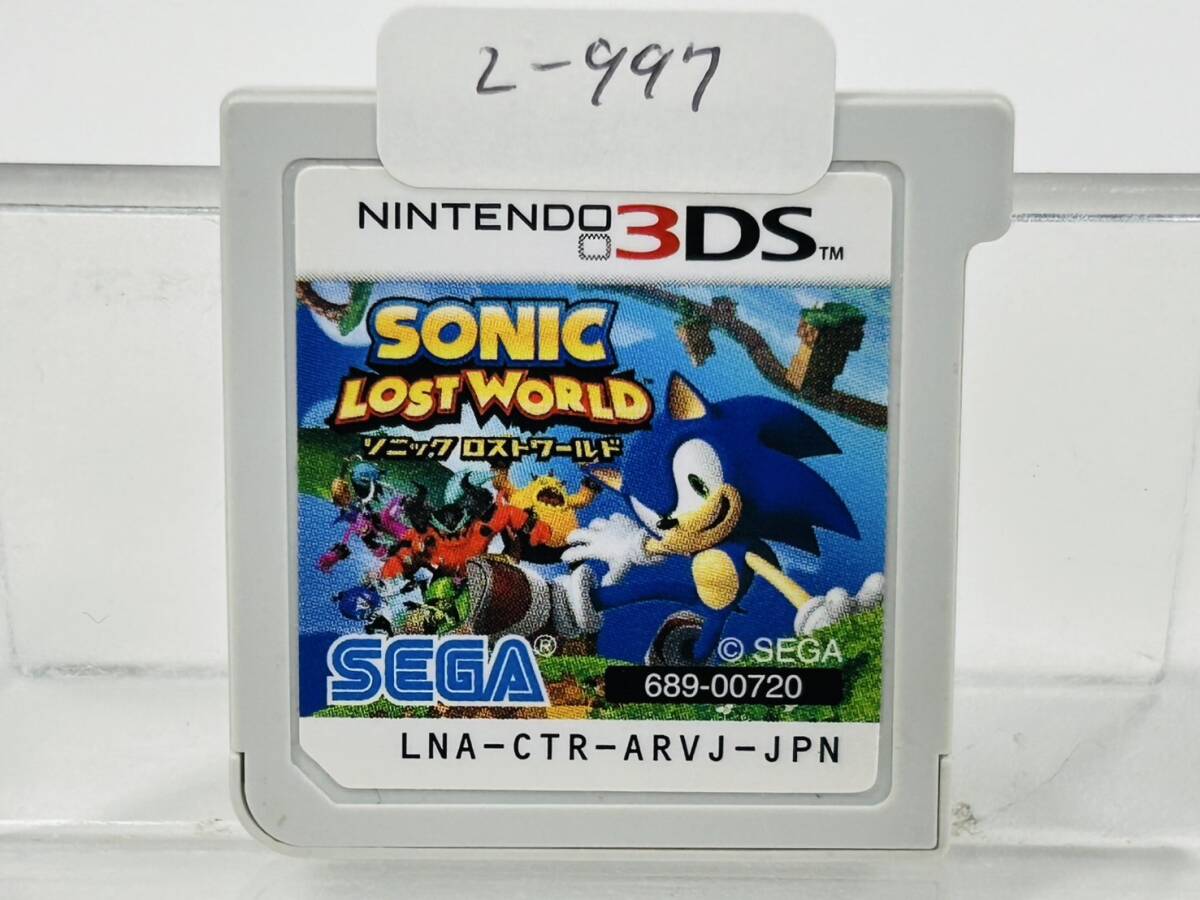 2-997
NINTENDO 3DS™
SONIC
LOST WORLD™
ソニック ロストワールド
SEGA®
© SEGA
689-00720
LNA-CTR-ARVJ-JPN